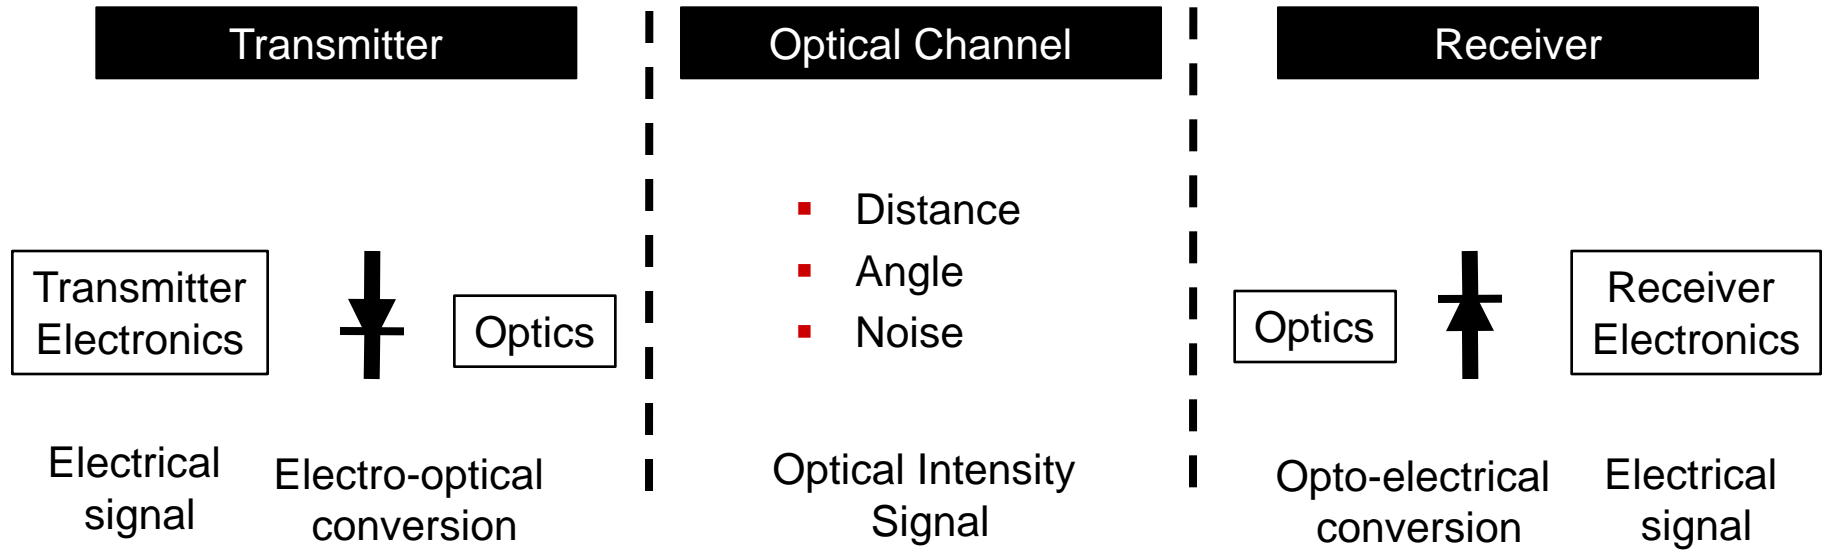 Transmitter
Optical Channel
Receiver
Distance
Angle
Noise
Transmitter
Electronics
Optics
Optics
Receiver
Electronics
Electrical
signal
Electro-optical
conversion
Optical Intensity
Signal
Opto-electrical
conversion
Electrical
signal